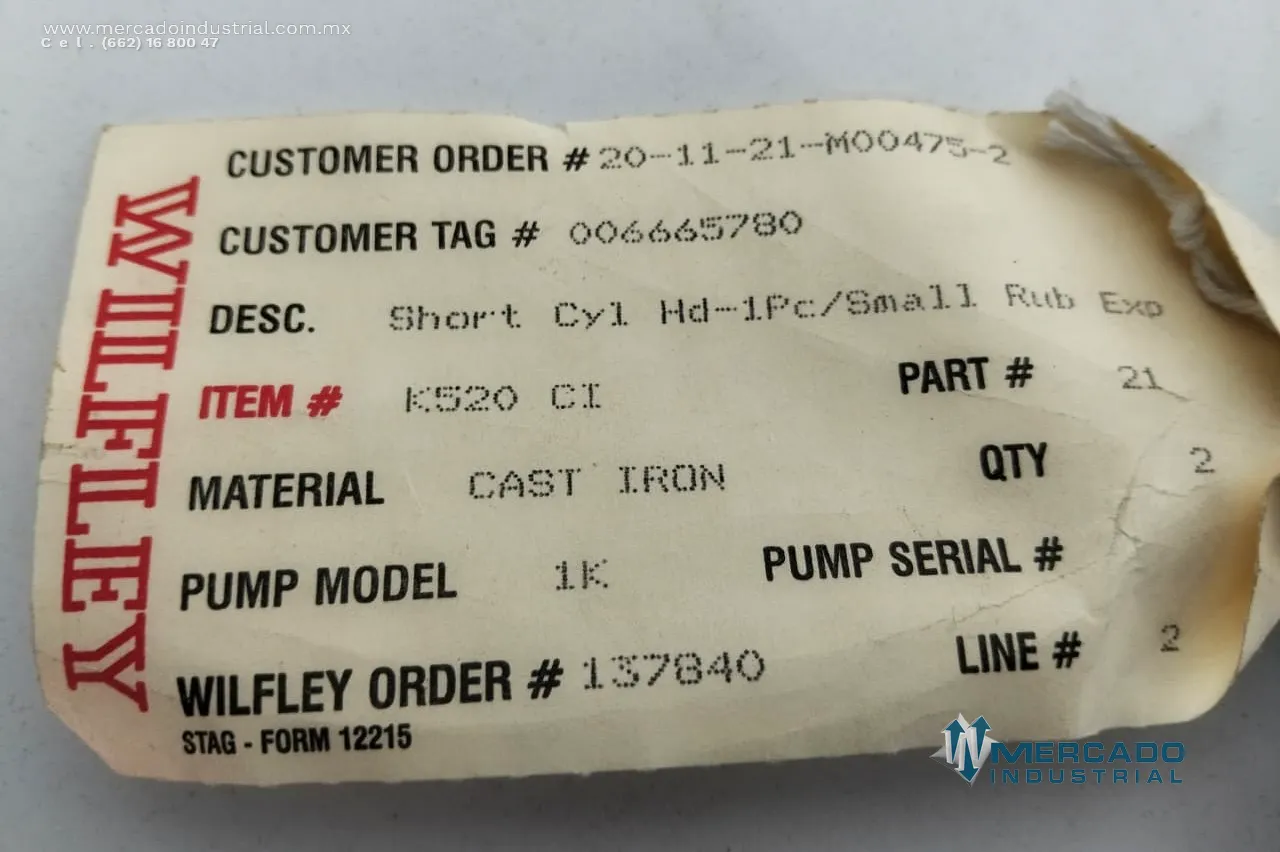 www.mercadoindustrial.com.mx
Cel. (662) 16 800 47
WILFLEY
CUSTOMER ORDER # 20-11-21-M00475-2
CUSTOMER TAG # 006665780
DESC. Short Cyl Hd-1Pc/Small Rub Exp
ITEM # K520 CI PART # 21
MATERIAL CAST IRON QTY 2
PUMP MODEL 1K PUMP SERIAL #
WILFLEY ORDER # 137840 LINE # 2
STAG - FORM 12215
MERCADO
INDUSTRIAL